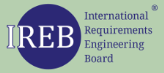 IREB
International ®
Requirements
Engineering
Board